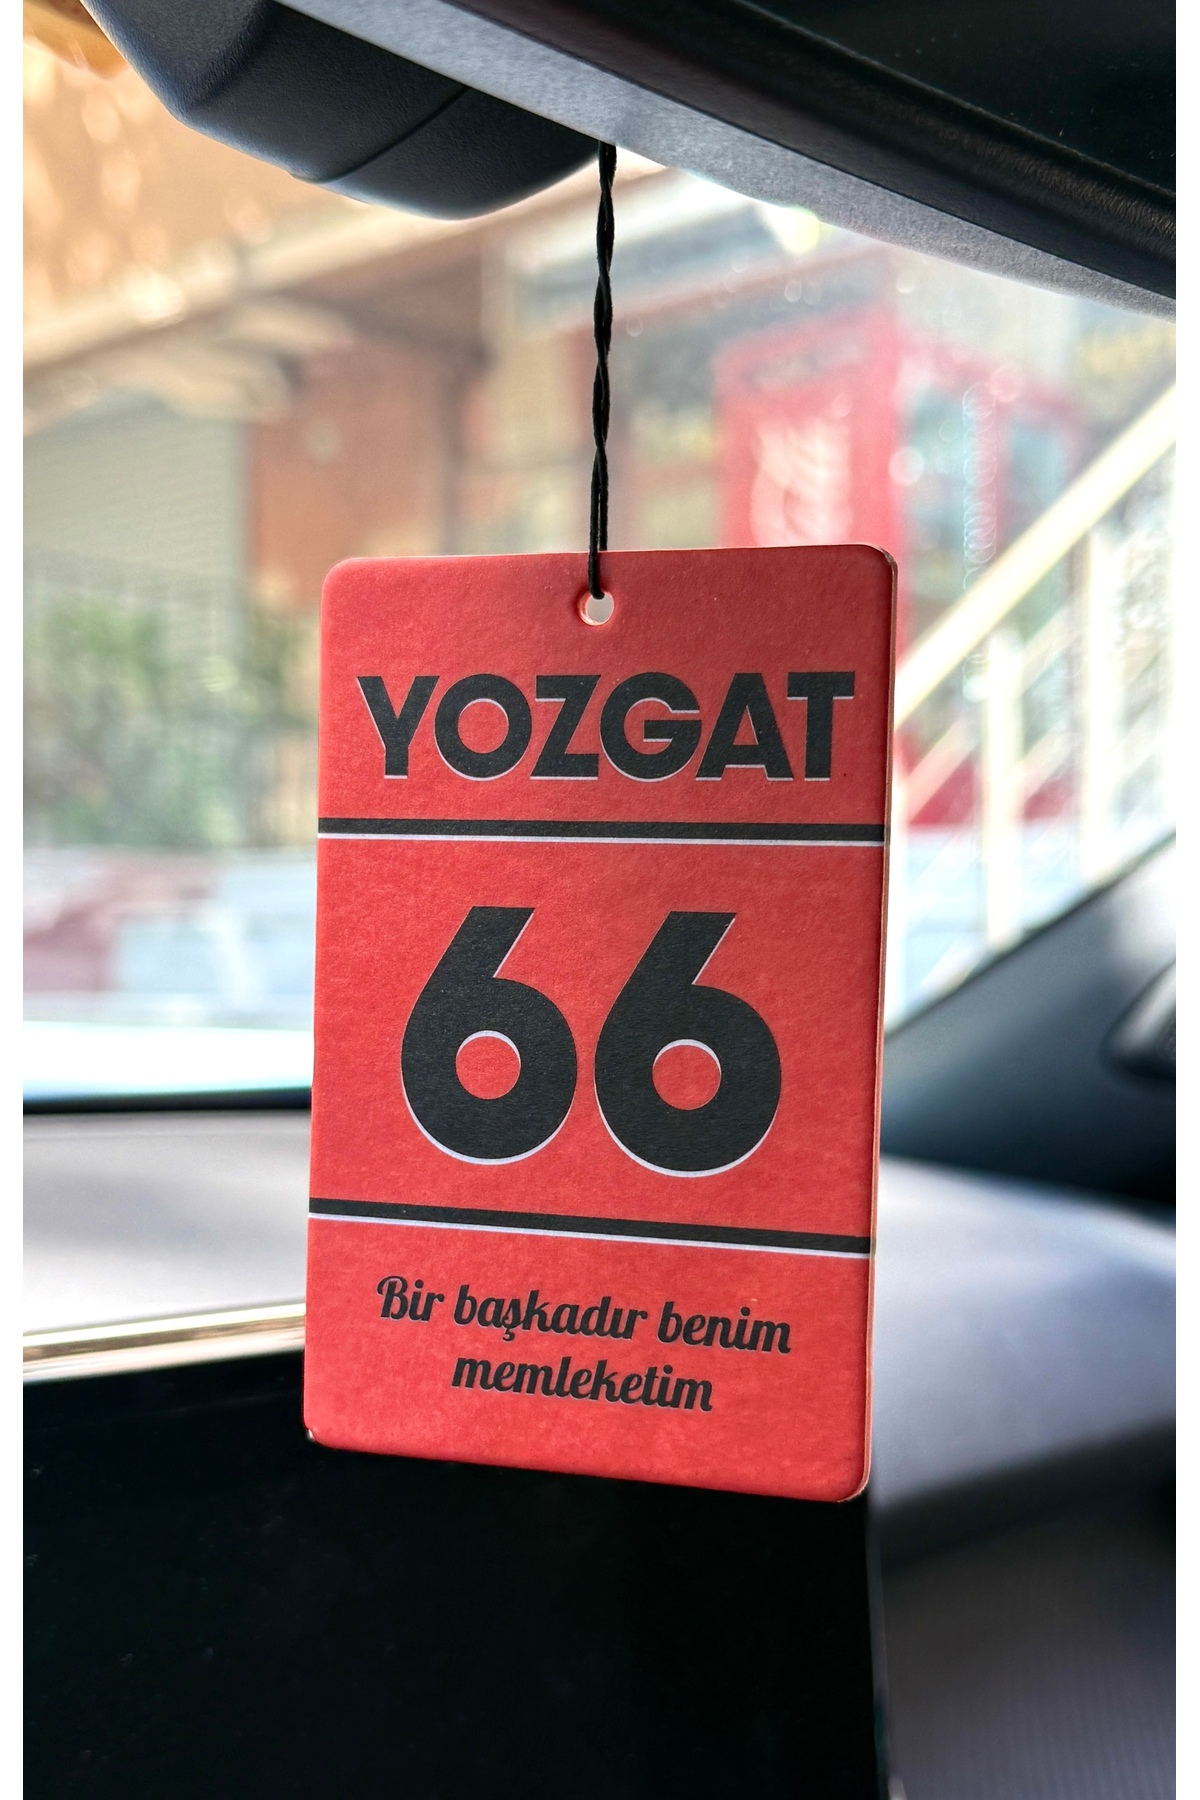 YOZGAT
66
Bir başkadır benim
memleketim